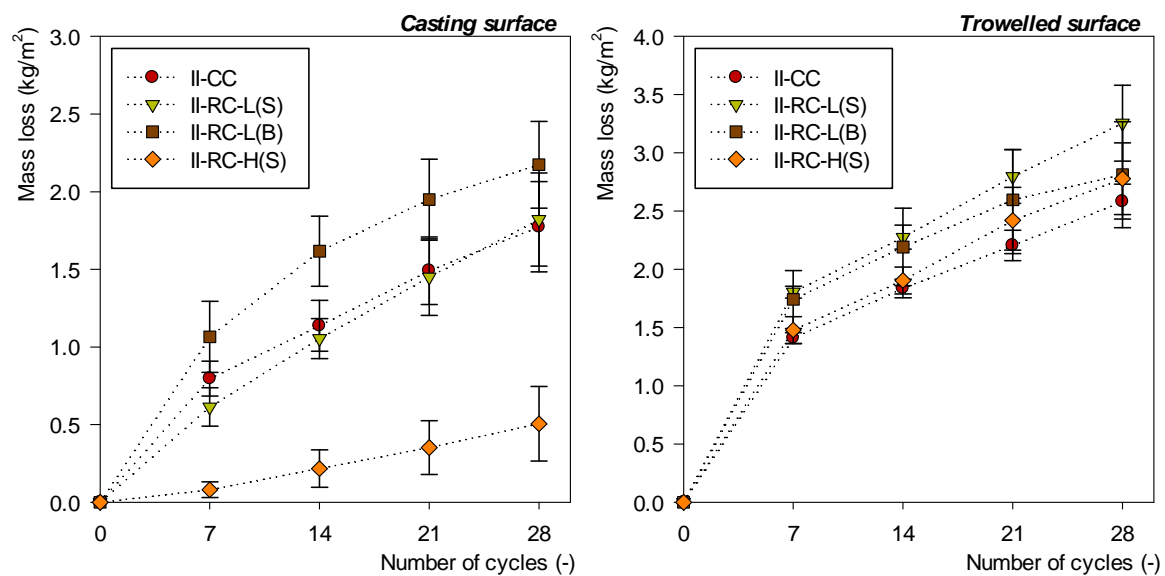 Casting surface
Mass loss (kg/m²)
3.0
2.5
2.0
1.5
1.0
0.5
0.0
II-CC
II-RC-L(S)
II-RC-L(B)
II-RC-H(S)
0 7 14 21 28
Number of cycles (-)
Trowelled surface
Mass loss (kg/m²)
4.0
3.5
3.0
2.5
2.0
1.5
1.0
0.5
0.0
II-CC
II-RC-L(S)
II-RC-L(B)
II-RC-H(S)
0 7 14 21 28
Number of cycles (-)